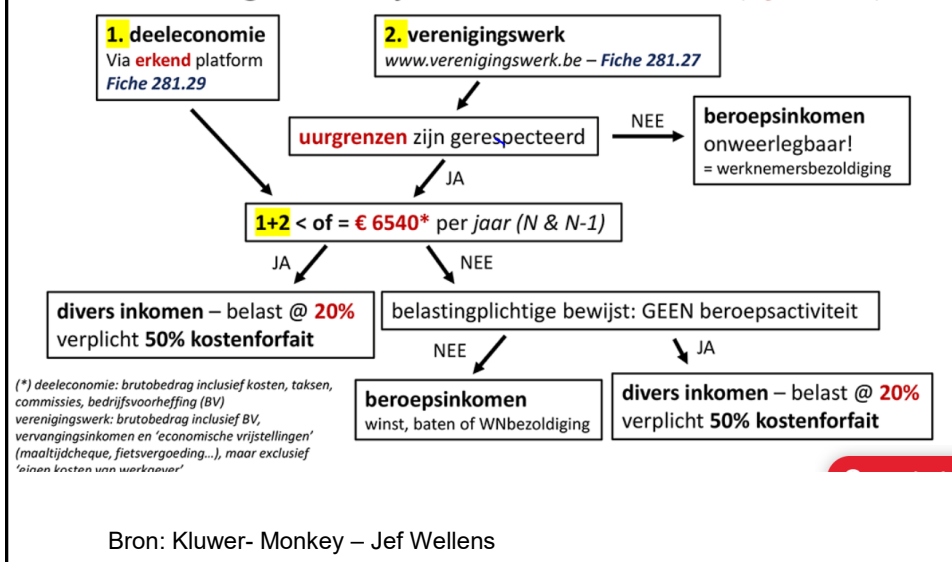 1. deeleconomie
Via erkend platform
Fiche 281.29
2. verenigingswerk
www.verenigingswerk.be – Fiche 281.27
uurgrenzen zijn gerespecteerd
NEE
beroepsinkomen
onweerlegbaar!
= werknemersbezoldiging
JA
1+2 < of = € 6540* per jaar (N & N-1)
JA
NEE
divers inkomen – belast @ 20%
verplicht 50% kostenforfait
belastingplichtige bewijst: GEEN beroepsactiviteit
NEE
JA
(*) deeleconomie: brutobedrag inclusief kosten, taksen,
commissies, bedrijfsvoorheffing (BV)
verenigingswerk: brutobedrag inclusief BV,
vervangingsinkomen en ‘economische vrijstellingen’
(maaltijdcheque, fietsvergoeding…), maar exclusief
‘eigen kosten van werkgever’
beroepsinkomen
winst, baten of WNbezoldiging
divers inkomen – belast @ 20%
verplicht 50% kostenforfait
Bron: Kluwer- Monkey – Jef Wellens